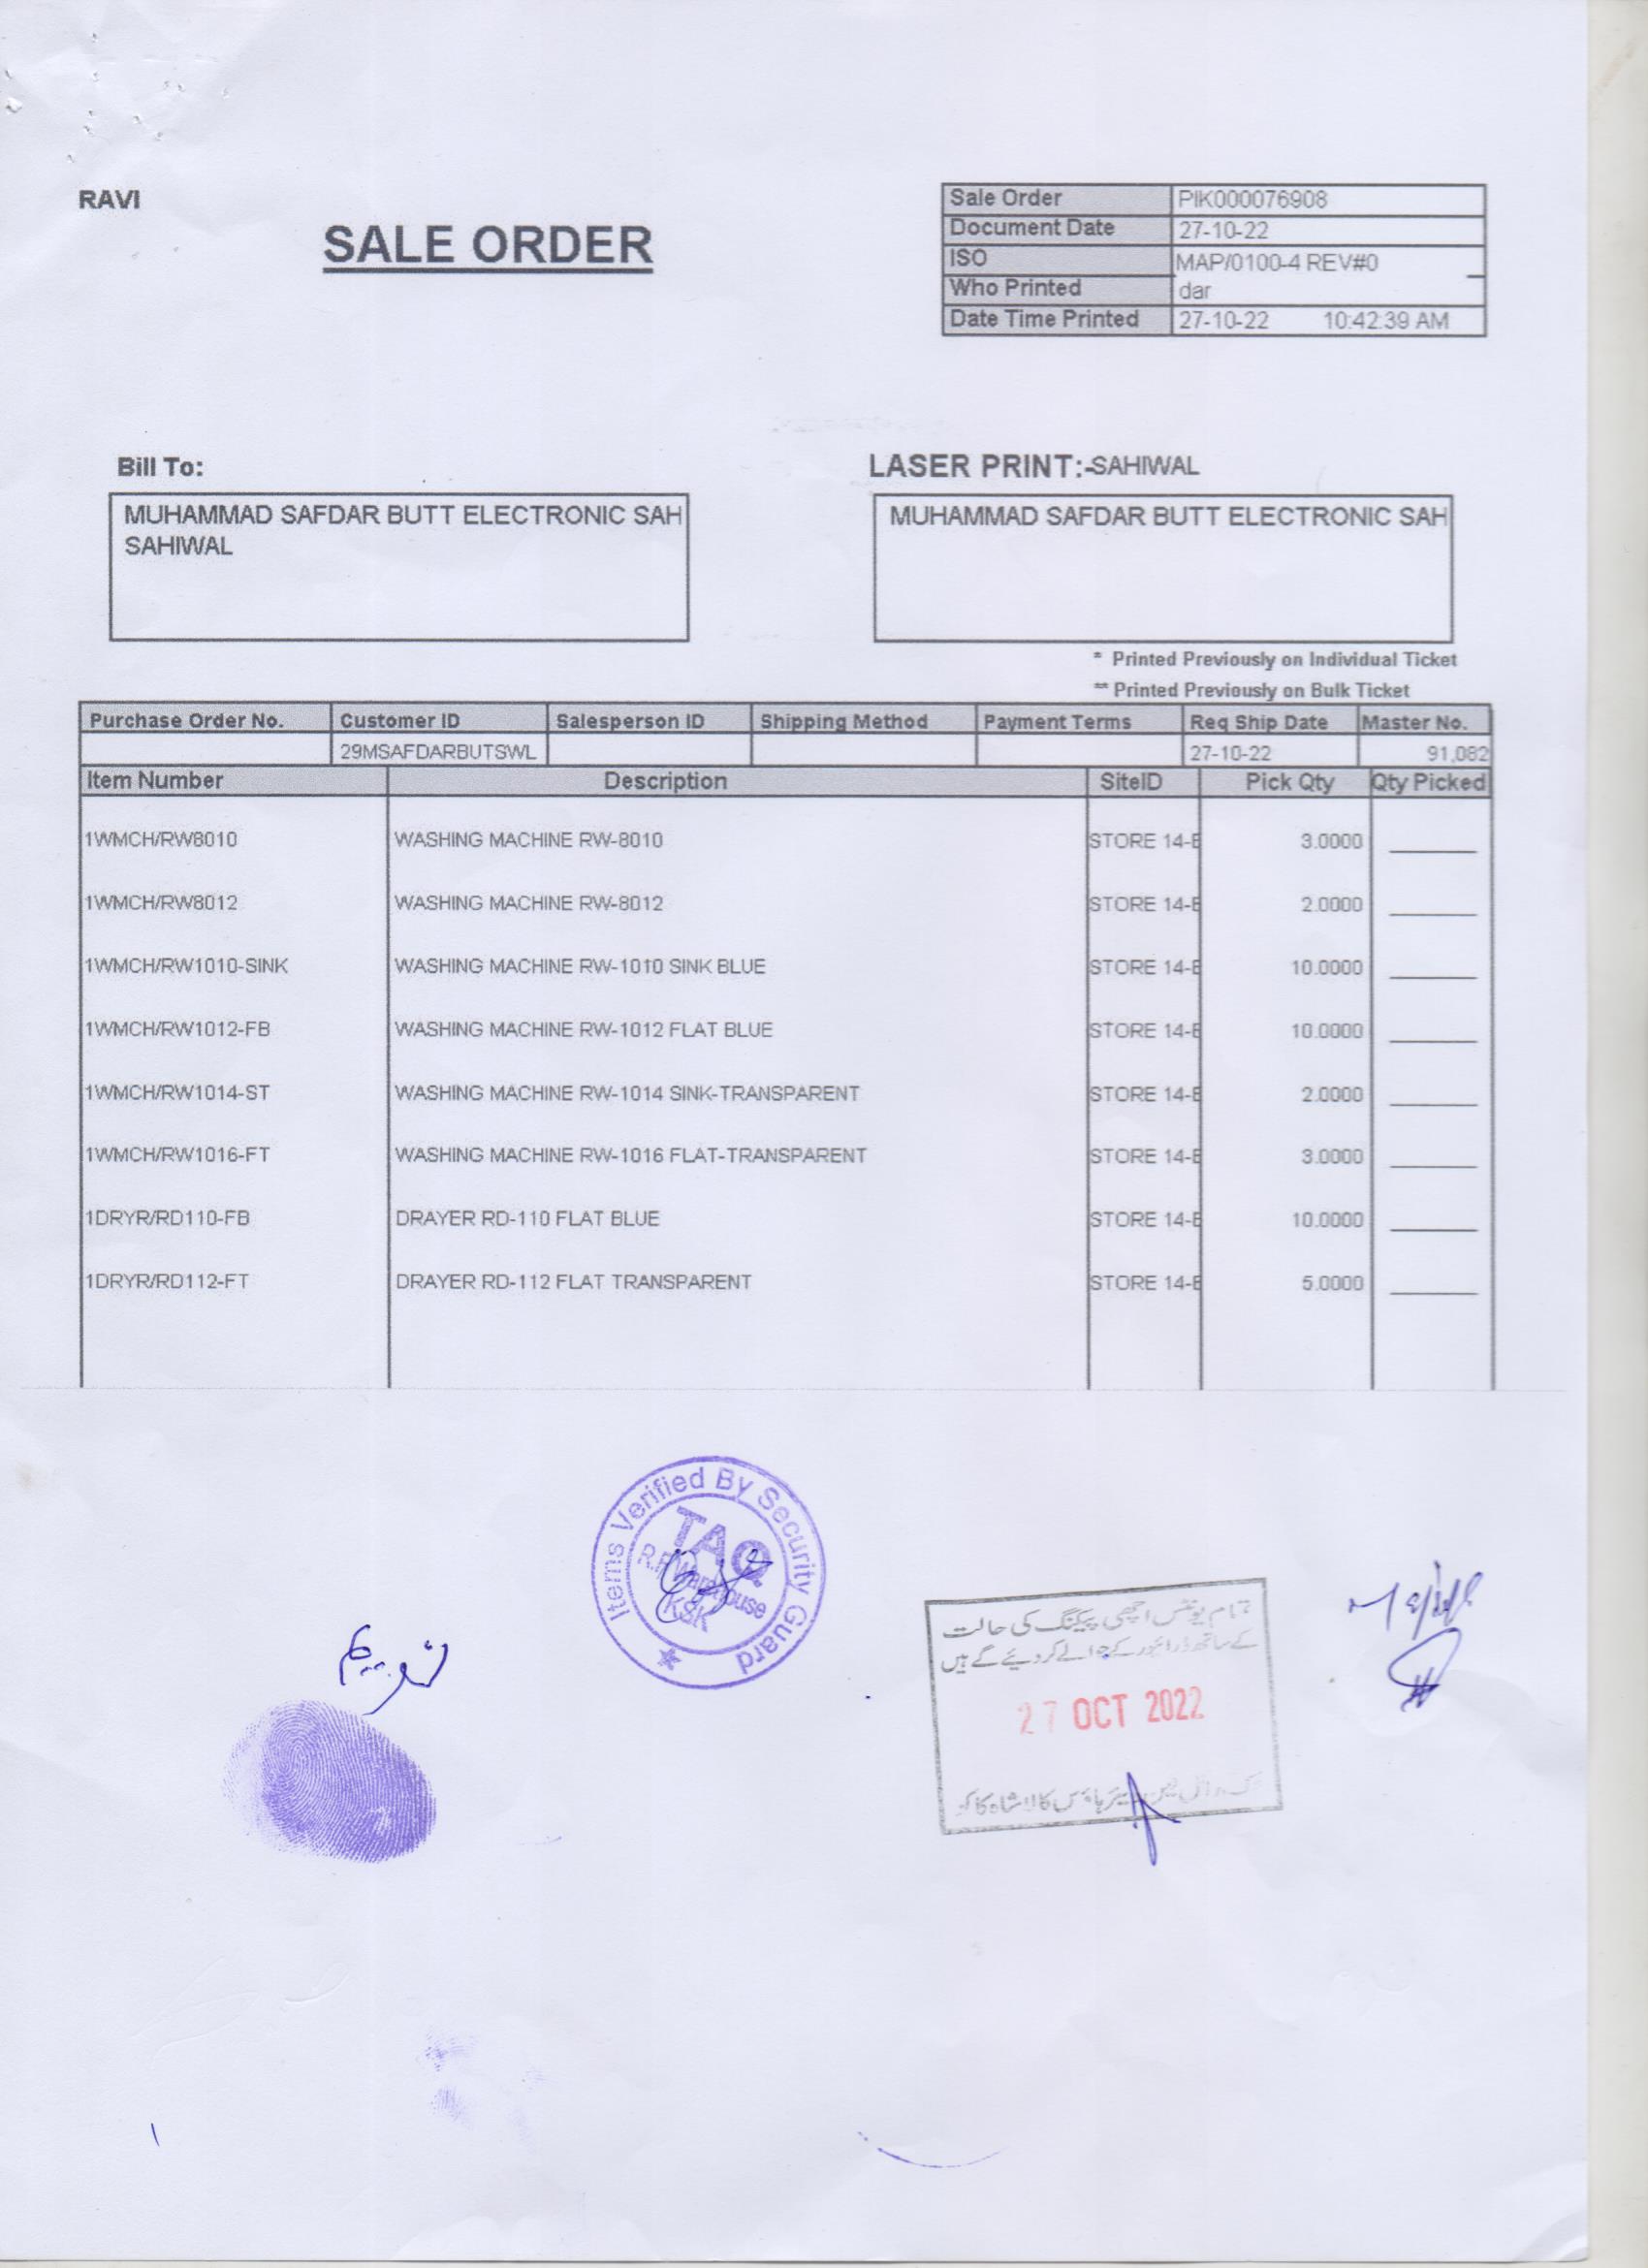 RAVI
SALE ORDER
Sale Order PIK000076908
Document Date 27-10-22
ISO MAP/0100-4 REV#0
Who Printed dar
Date Time Printed 27-10-22 10:42:39 AM
Bill To:
MUHAMMAD SAFDAR BUTT ELECTRONIC SAH
SAHIWAL
LASER PRINT:-SAHIWAL
MUHAMMAD SAFDAR BUTT ELECTRONIC SAH
* Printed Previously on Individual Ticket
** Printed Previously on Bulk Ticket
Purchase Order No. Customer ID Salesperson ID Shipping Method Payment Terms Req Ship Date Master No.
29MSAFDARBUTSWL 27-10-22 91,082
Item Number Description SiteID Pick Qty Qty Picked
1WMCH/RW8010 WASHING MACHINE RW-8010 STORE 14-E 3.0000
1WMCH/RW8012 WASHING MACHINE RW-8012 STORE 14-E 2.0000
1WMCH/RW1010-SINK WASHING MACHINE RW-1010 SINK BLUE STORE 14-E 10.0000
1WMCH/RW1012-FB WASHING MACHINE RW-1012 FLAT BLUE STORE 14-E 10.0000
1WMCH/RW1014-ST WASHING MACHINE RW-1014 SINK-TRANSPARENT STORE 14-E 2.0000
1WMCH/RW1016-FT WASHING MACHINE RW-1016 FLAT-TRANSPARENT STORE 14-E 3.0000
1DRYR/RD110-FB DRAYER RD-110 FLAT BLUE STORE 14-E 10.0000
1DRYR/RD112-FT DRAYER RD-112 FLAT TRANSPARENT STORE 14-E 5.0000
Items Verified By Security Guard
TAQ
R.P. Warehouse
KSK
تمام یونٹس اچھی پیکنگ کی حالت
کے ساتھ ڈرائیور کے حوالے کر دیئے گے ہیں
27 OCT 2022
کالا شاہ کاکو